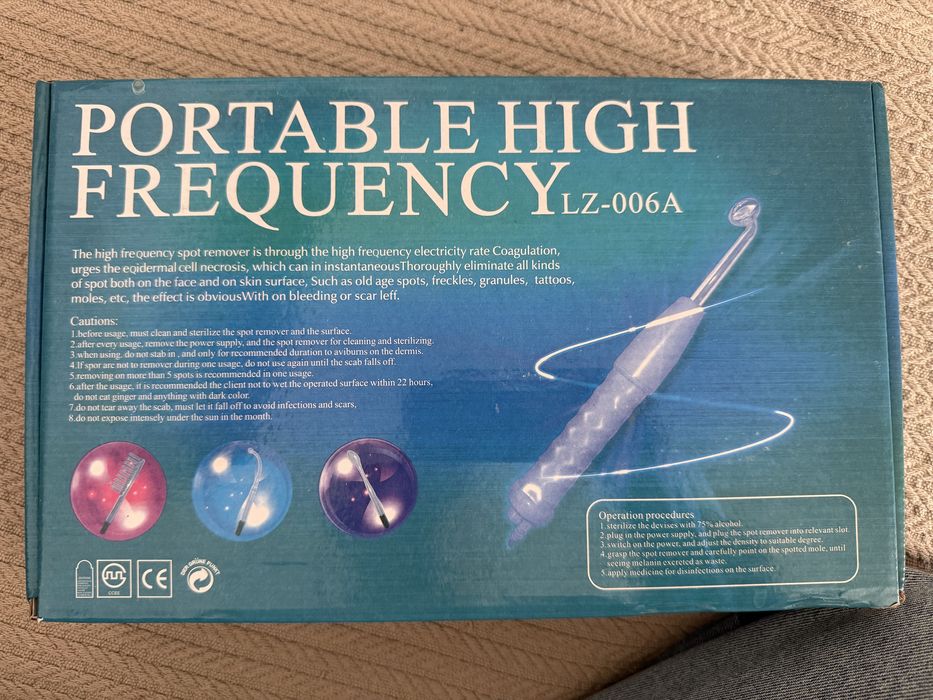 PORTABLE HIGH
FREQUENCY LZ-006A
The high frequency spot remover is through the high frequency electricity rate Coagulation,
urges the eqidermal cell necrosis, which can in instantaneousThoroughly eliminate all kinds
of spot both on the face and on skin surface, Such as old age spots, freckles, granules, tattoos,
moles, etc, the effect is obviousWith on bleeding or scar leff.
Cautions:
1.before usage, must clean and sterilize the spot remover and the surface.
2.after every usage, remove the power supply, and the spot remover for cleaning and sterilizing.
3.when using, do not stab in , and only for recommended duration to aviburns on the dermis.
4.If spor are not to remover during one usage, do not use again until the scab falls off.
5.removing on more than 5 spots is recommended in one usage.
6.after the usage, it is recommended the client not to wet the operated surface within 22 hours,
do not eat ginger and anything with dark color.
7.do not tear away the scab, must let it fall off to avoid infections and scars,
8.do not expose intensely under the sun in the month.
Operation procedures
1.sterilize the devises with 75% alcohol.
2.plug in the power supply, and plug the spot remover into relevant slot.
3.switch on the power, and adjust the density to suitable degree.
4.grasp the spot remover and carefully point on the spotted mole, until
seeing melanin excreted as waste.
5.apply medicine for disinfections on the surface.
CCEE
CE
DER GRÜNE PUNKT